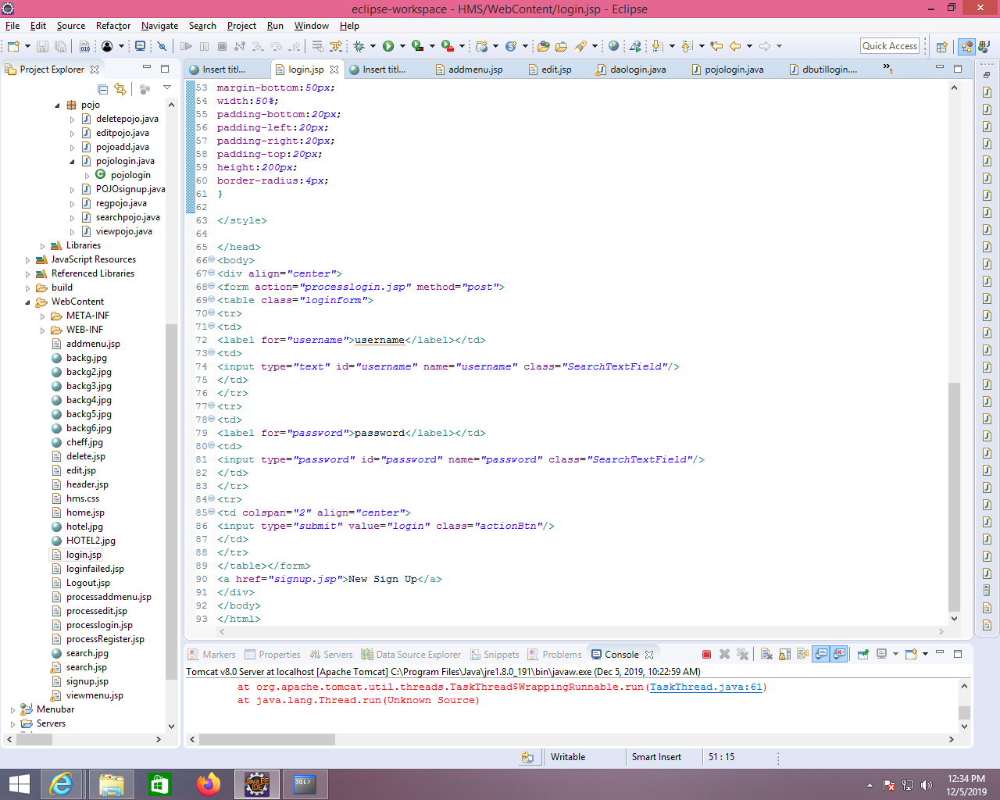 eclipse-workspace - HMS/WebContent/login.jsp - Eclipse
File Edit Source Refactor Navigate Search Project Run Window Help
Quick Access
Project Explorer
Insert titl...
login.jsp
Insert titl...
addmenu.jsp
edit.jsp
daologin.java
pojologin.java
dbutillogin....
»1
pojo
deletepojo.java
editpojo.java
pojoadd.java
pojologin.java
pojologin
POJOsignup.java
regpojo.java
searchpojo.java
viewpojo.java
Libraries
JavaScript Resources
Referenced Libraries
build
WebContent
META-INF
WEB-INF
addmenu.jsp
backg.jpg
backg2.jpg
backg3.jpg
backg4.jpg
backg5.jpg
backg6.jpg
cheff.jpg
delete.jsp
edit.jsp
header.jsp
hms.css
home.jsp
hotel.jpg
HOTEL2.jpg
login.jsp
loginfailed.jsp
Logout.jsp
processaddmenu.jsp
processedit.jsp
processlogin.jsp
processRegister.jsp
search.jpg
search.jsp
signup.jsp
viewmenu.jsp
Menubar
Servers
53 margin-bottom:50px;
54 width:50%;
55 padding-bottom:20px;
56 padding-left:20px;
57 padding-right:20px;
58 padding-top:20px;
59 height:200px;
60 border-radius:4px;
61 }
62
63 </style>
64
65 </head>
66 <body>
67 <div align="center">
68 <form action="processlogin.jsp" method="post">
69 <table class="loginform">
70 <tr>
71 <td>
72 <label for="username">username</label></td>
73 <td>
74 <input type="text" id="username" name="username" class="SearchTextField"/>
75 </td>
76 </tr>
77 <tr>
78 <td>
79 <label for="password">password</label></td>
80 <td>
81 <input type="password" id="password" name="password" class="SearchTextField"/>
82 </td>
83 </tr>
84 <tr>
85 <td colspan="2" align="center">
86 <input type="submit" value="login" class="actionBtn"/>
87 </td>
88 </tr>
89 </table></form>
90 <a href="signup.jsp">New Sign Up</a>
91 </div>
92 </body>
93 </html>
Markers Properties Servers Data Source Explorer Snippets Problems Console
Tomcat v8.0 Server at localhost [Apache Tomcat] C:\Program Files\Java\jre1.8.0_191\bin\javaw.exe (Dec 5, 2019, 10:22:59 AM)
at org.apache.tomcat.util.threads.TaskThread$WrappingRunnable.run(TaskThread.java:61)
at java.lang.Thread.run(Unknown Source)
Writable Smart Insert 51 : 15
Java EE
IDE
SQL>
12:34 PM
12/5/2019